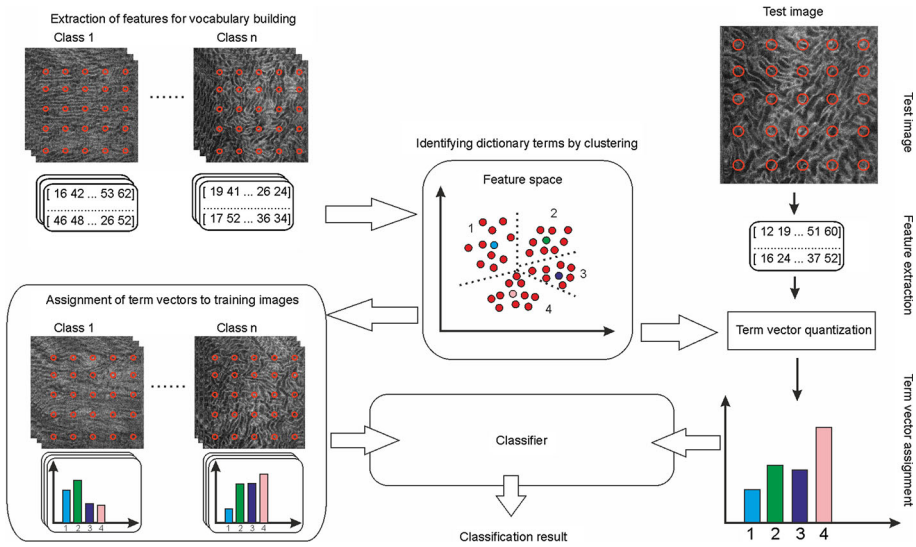 Extraction of features for vocabulary building
Class 1
Class n
......
[ 16 42 ... 53 62]
[ 46 48 ... 26 52]
[ 19 41 ... 26 24]
[ 17 52 ... 36 34]
Identifying dictionary terms by clustering
Feature space
1
2
3
4
Assignment of term vectors to training images
Class 1
Class n
......
1 2 3 4
1 2 3 4
Classifier
Classification result
Test image
[ 12 19 ... 51 60]
[ 16 24 ... 37 52]
Term vector quantization
1 2 3 4
Test image
Feature extraction
Term vector assignment